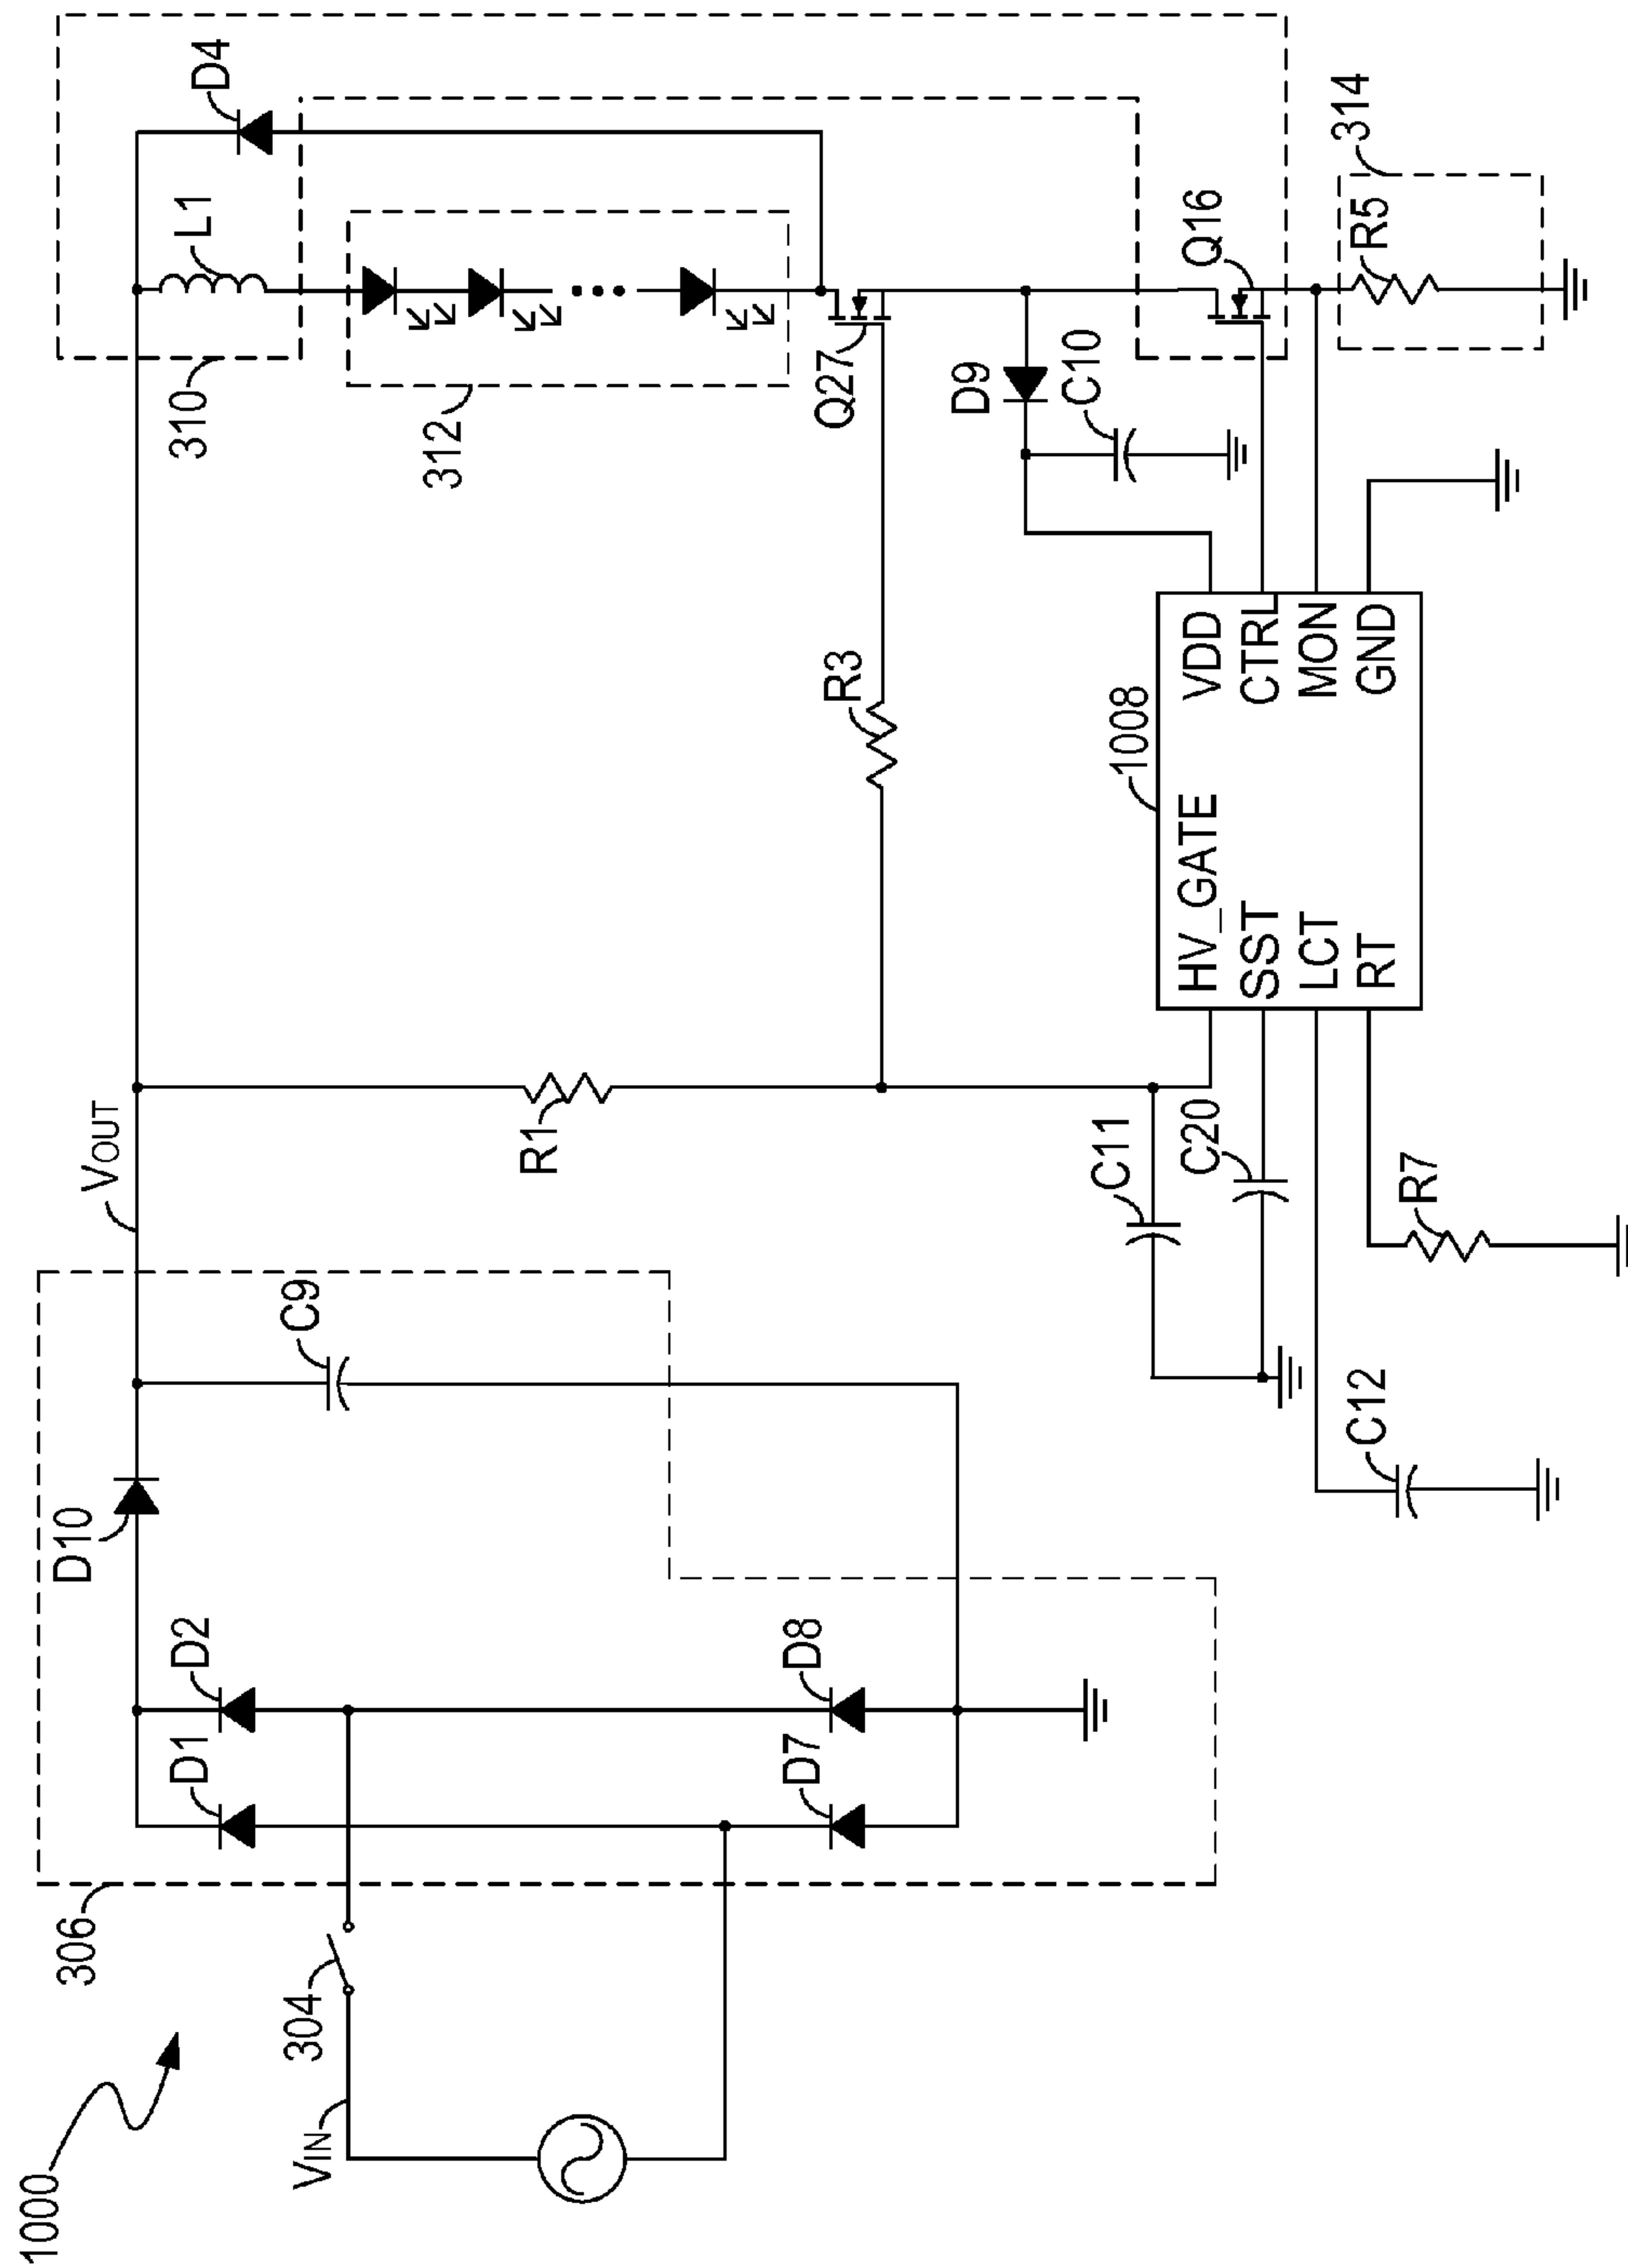 1000
VIN
304
306
D1
D2
D7
D8
D10
C9
VOUT
R1
R3
C11
C20
C12
R7
1008
HV_GATE
SST
LCT
RT
VDD
CTRL
MON
GND
310
312
L1
D4
Q27
D9
C10
Q16
R5
314